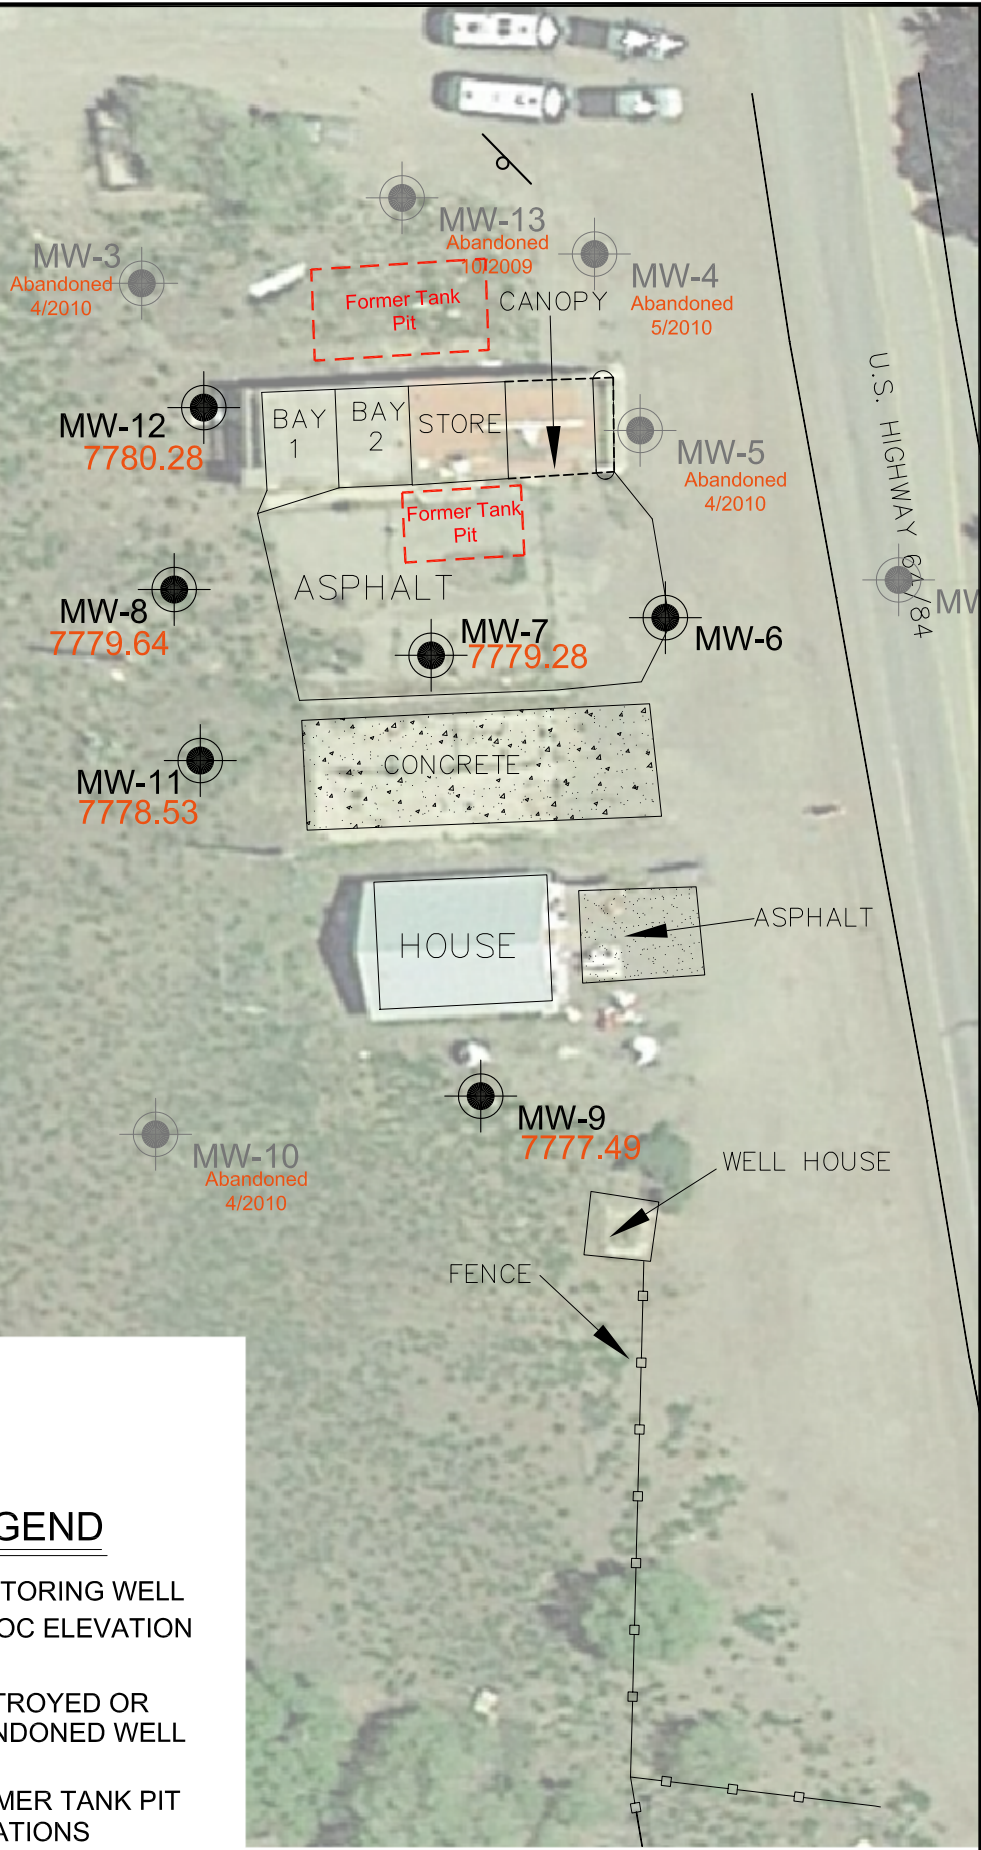 MW-13
Abandoned
10/2009
MW-3
Abandoned
4/2010
MW-4
Abandoned
5/2010
Former Tank
Pit
CANOPY
U.S. HIGHWAY 64/84
MW-12
7780.28
BAY
1
BAY
2
STORE
MW-5
Abandoned
4/2010
Former Tank
Pit
ASPHALT
MW-8
7779.64
MW-7
7779.28
MW-6
MW
MW-11
7778.53
CONCRETE
HOUSE
ASPHALT
MW-9
7777.49
MW-10
Abandoned
4/2010
WELL HOUSE
FENCE
GEND
TORING WELL
OC ELEVATION
TROYED OR
NDONED WELL
MER TANK PIT
ATIONS